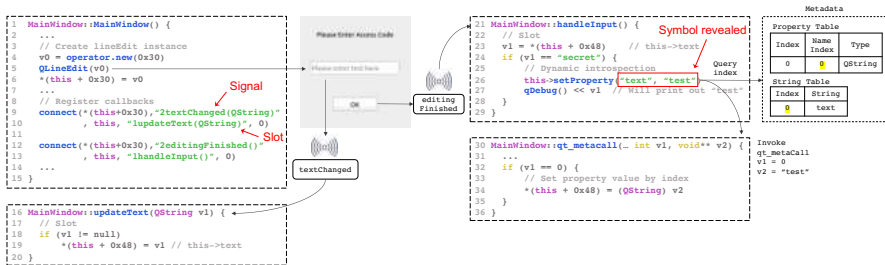 1 MainWindow::MainWindow() {
2 ...
3 // Create lineEdit instance
4 v0 = operator.new(0x30)
5 QLineEdit(v0)
6 *(this + 0x30) = v0
7 ...
8 // Register callbacks
Signal
9 connect(*(this+0x30),"2textChanged(QString)"
10 , this, "1updateText(QString)", 0)
11
Slot
12 connect(*(this+0x30),"2editingFinished()"
13 , this, "1handleInput()", 0)
14 ...
15 }
Please Enter Access Code
Please enter text here
OK
textChanged
editing
Finished
16 MainWindow::updateText(QString v1) {
17 // Slot
18 if (v1 != null)
19 *(this + 0x48) = v1 // this->text
20 }
21 MainWindow::handleInput() {
22 // Slot
23 v1 = *(this + 0x48) // this->text
24 if (v1 == "secret") {
25 // Dynamic introspection
26 this->setProperty("text", "test")
27 qDebug() << v1 // Will print out "test"
28 }
29 }
Symbol revealed
Query
index
30 MainWindow::qt_metacall(… int v1, void** v2) {
31 ...
32 if (v1 == 0) {
33 // Set property value by index
34 *(this + 0x48) = (QString) v2
35 }
36 }
Invoke
qt_metaCall
v1 = 0
v2 = "test"
Metadata
Property Table
Index Name Index Type
0 0 QString
String Table
Index String
0 text